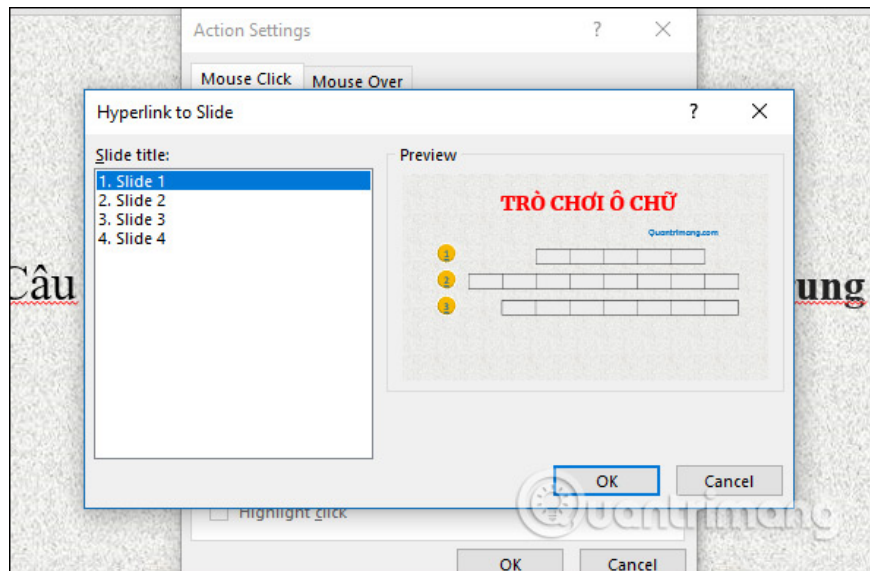 Action Settings
?
Mouse Click
Mouse Over
Hyperlink to Slide
?
Slide title:
1. Slide 1
2. Slide 2
3. Slide 3
4. Slide 4
Preview
TRÒ CHƠI Ô CHỮ
Quantrimang.com
1
2
3
Câu
ung
OK
Cancel
Highlight click
Quantrimang
OK
Cancel